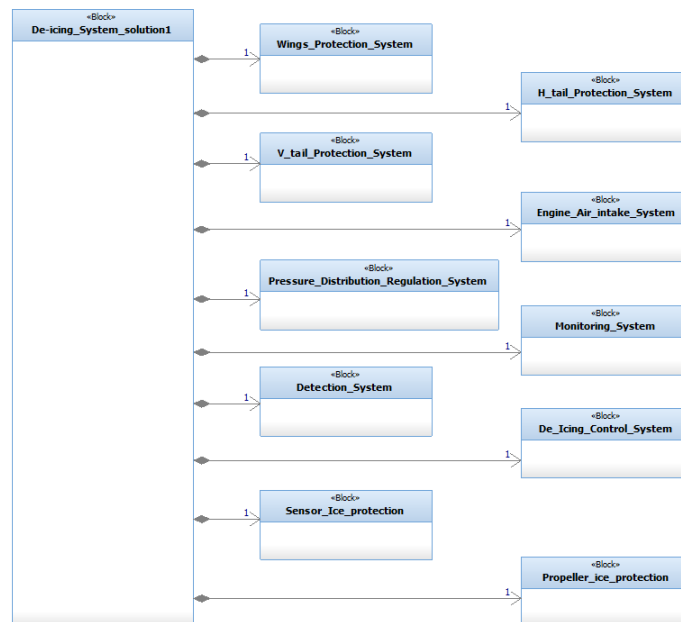 «Block»
De-icing_System_solution1
«Block»
Wings_Protection_System
1
«Block»
H_tail_Protection_System
1
«Block»
V_tail_Protection_System
1
«Block»
Engine_Air_intake_System
1
«Block»
Pressure_Distribution_Regulation_System
1
«Block»
Monitoring_System
1
«Block»
Detection_System
1
«Block»
De_Icing_Control_System
1
«Block»
Sensor_Ice_protection
1
«Block»
Propeller_ice_protection
1